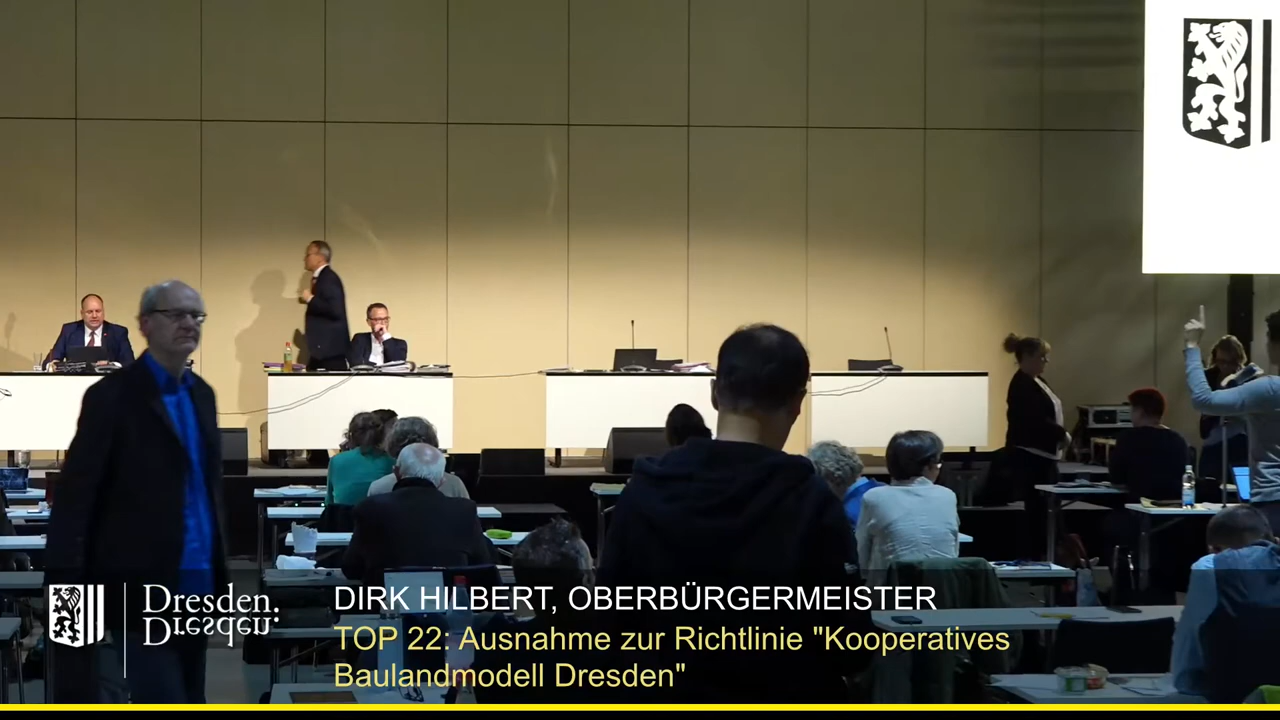 Dresden.
Dresden.
DIRK HILBERT, OBERBÜRGERMEISTER
TOP 22: Ausnahme zur Richtlinie "Kooperatives
Baulandmodell Dresden"